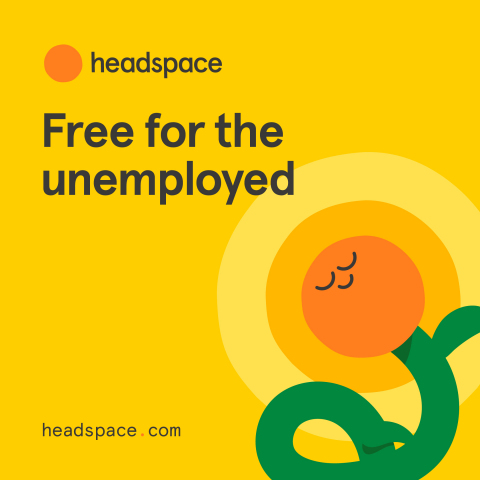 headspace
Free for the
unemployed
headspace.com